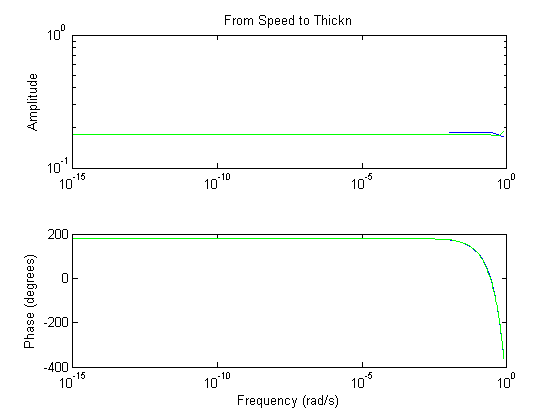 From Speed to Thickn
10^0
Amplitude
10^-1
10^-15 10^-10 10^-5 10^0
200
0
-200
-400
Phase (degrees)
10^-15 10^-10 10^-5 10^0
Frequency (rad/s)